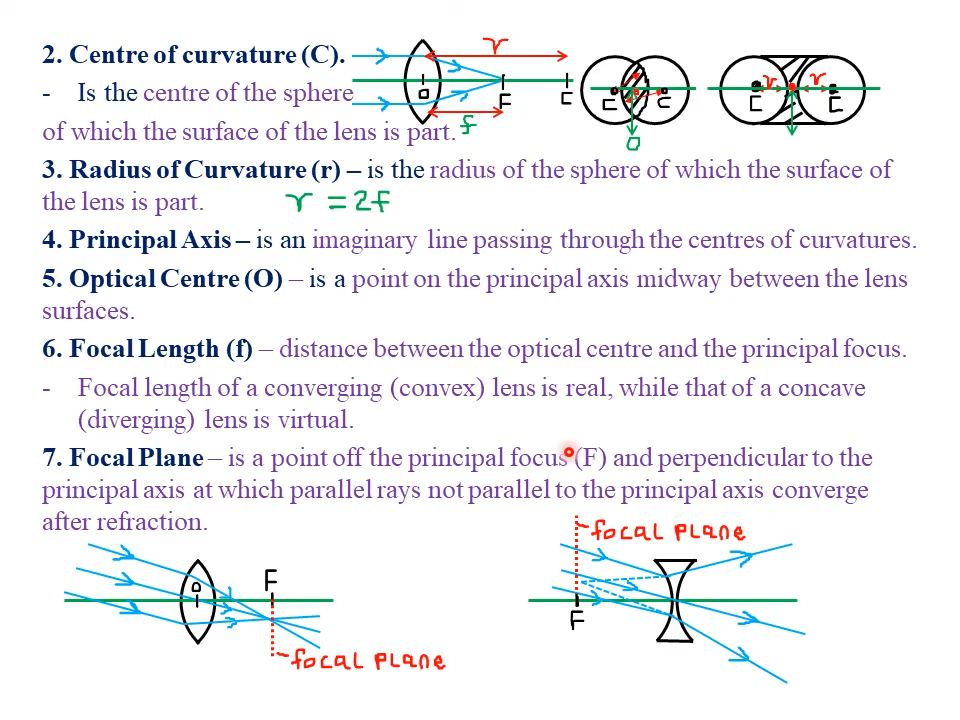 2. Centre of curvature (C).
- Is the centre of the sphere
of which the surface of the lens is part.
r
O
F
C
f
C
C
O
r
r
C
C
3. Radius of Curvature (r) – is the radius of the sphere of which the surface of
the lens is part.
r = 2f
4. Principal Axis – is an imaginary line passing through the centres of curvatures.
5. Optical Centre (O) – is a point on the principal axis midway between the lens
surfaces.
6. Focal Length (f) – distance between the optical centre and the principal focus.
- Focal length of a converging (convex) lens is real, while that of a concave
(diverging) lens is virtual.
7. Focal Plane – is a point off the principal focus (F) and perpendicular to the
principal axis at which parallel rays not parallel to the principal axis converge
after refraction.
O
F
focal plane
focal plane
F